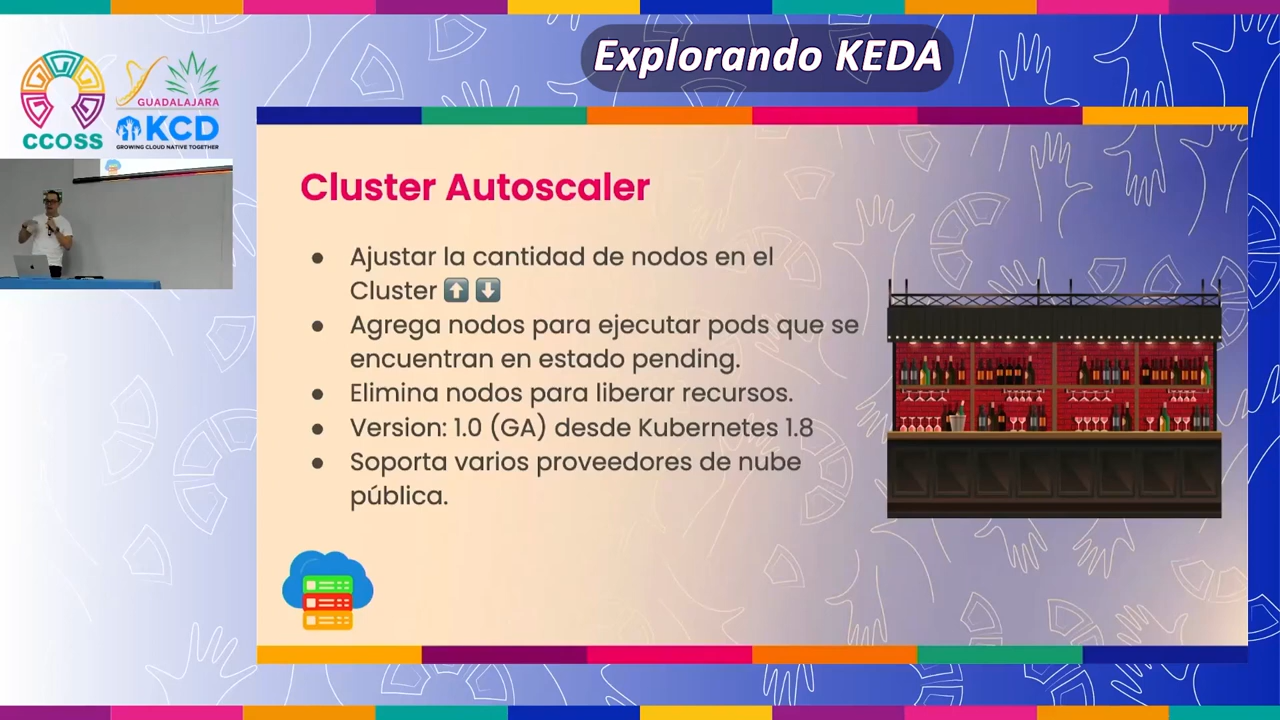 Explorando KEDA
CCOSS
GUADALAJARA
KCD
GROWING CLOUD NATIVE TOGETHER
Cluster Autoscaler
● Ajustar la cantidad de nodos en el
Cluster ⬆️ ⬇️
● Agrega nodos para ejecutar pods que se
encuentran en estado pending.
● Elimina nodos para liberar recursos.
● Version: 1.0 (GA) desde Kubernetes 1.8
● Soporta varios proveedores de nube
pública.